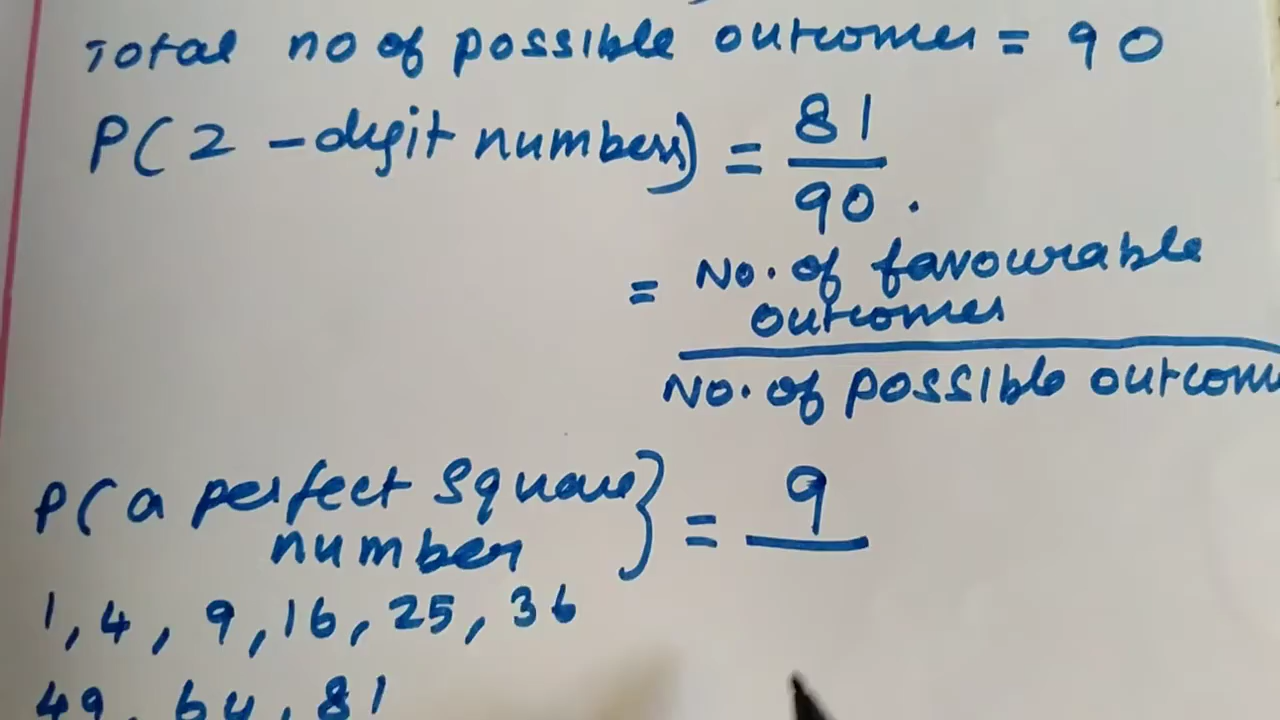 Total no of possible outcomes = 90
P(2-digit numbers) = 81
90.
= No. of favourable
outcomes
No. of possible outcom
P(a perfect square
number} = 9
1, 4, 9, 16, 25, 36
49, 64, 81